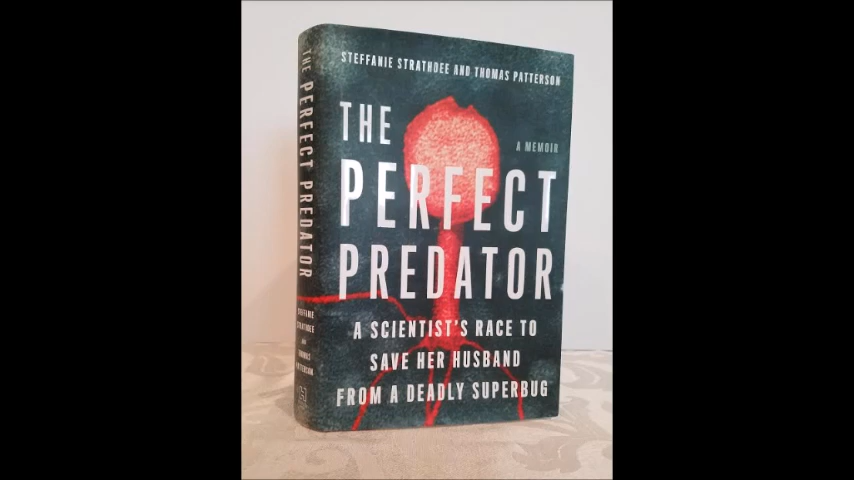 STEFFANIE STRATHDEE AND THOMAS PATTERSON
THE
A MEMOIR
PERFECT
PREDATOR
A SCIENTIST'S RACE TO
SAVE HER HUSBAND
FROM A DEADLY SUPERBUG
THE PERFECT PREDATOR
STEFFANIE
STRATHDEE
AND
THOMAS
PATTERSON